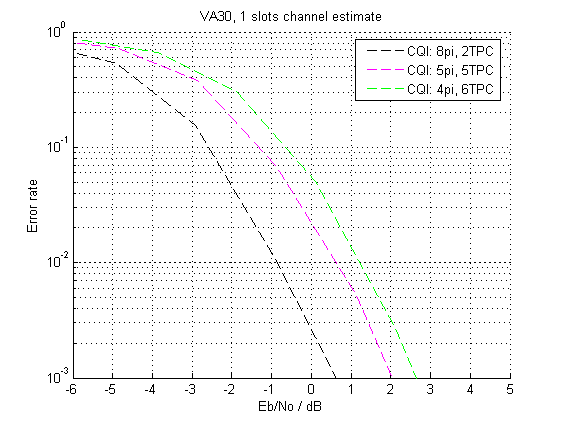 VA30, 1 slots channel estimate
CQI: 8pi, 2TPC
CQI: 5pi, 5TPC
CQI: 4pi, 6TPC
Error rate
10^0
10^-1
10^-2
10^-3
-6 -5 -4 -3 -2 -1 0 1 2 3 4 5
Eb/No / dB